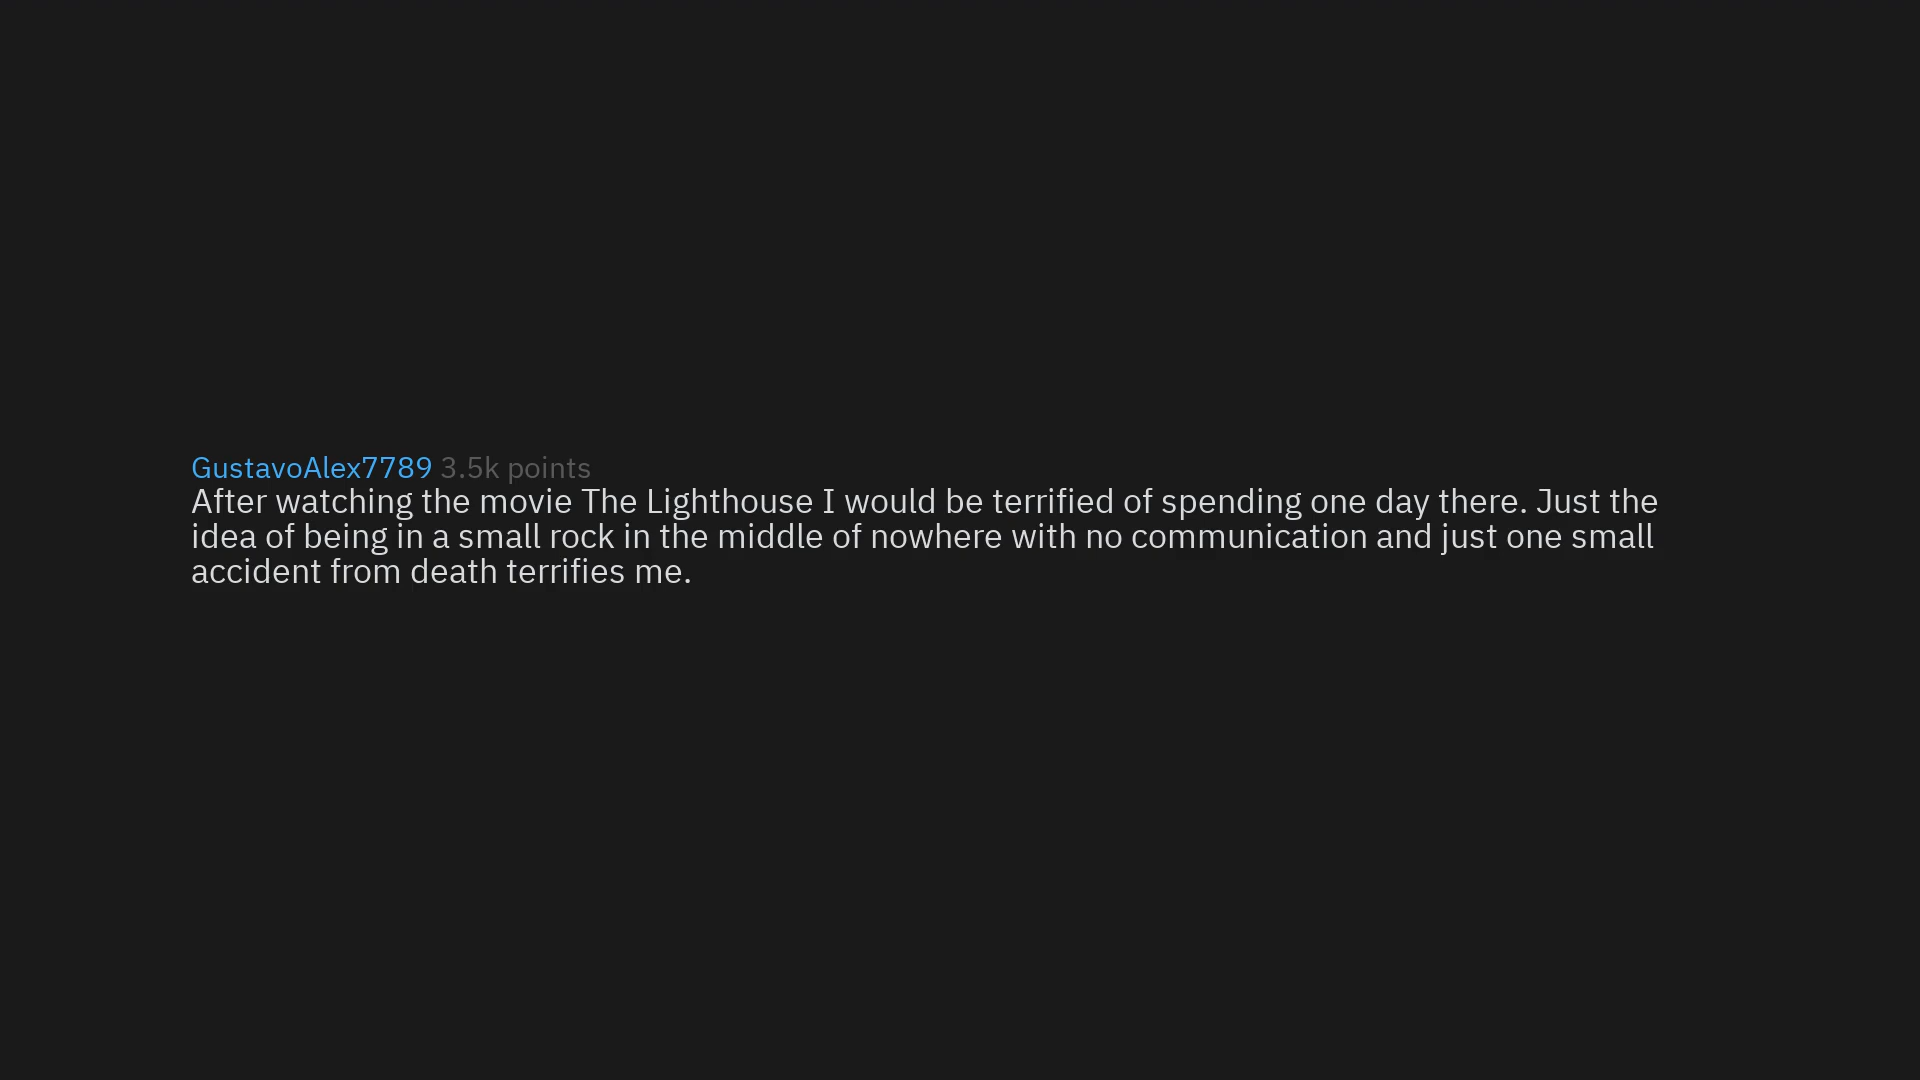 GustavoAlex7789 3.5k points
After watching the movie The Lighthouse I would be terrified of spending one day there. Just the
idea of being in a small rock in the middle of nowhere with no communication and just one small
accident from death terrifies me.